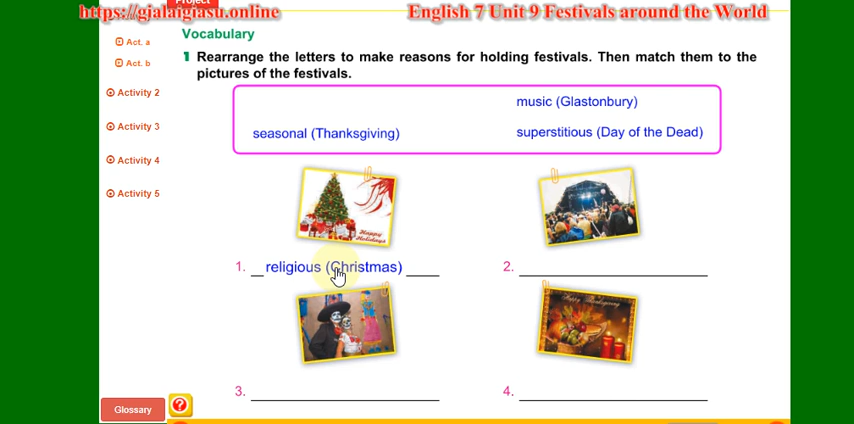 Project
https://gjalaigiasu.online
English 7 Unit 9 Festivals around the World
Vocabulary
Act. a
Act. b
Activity 2
Activity 3
Activity 4
Activity 5
1 Rearrange the letters to make reasons for holding festivals. Then match them to the
pictures of the festivals.
music (Glastonbury)
seasonal (Thanksgiving)
superstitious (Day of the Dead)
Happy
Holidays
1. religious (Christmas)
2.
Happy Thanksgiving
3.
4.
Glossary
?